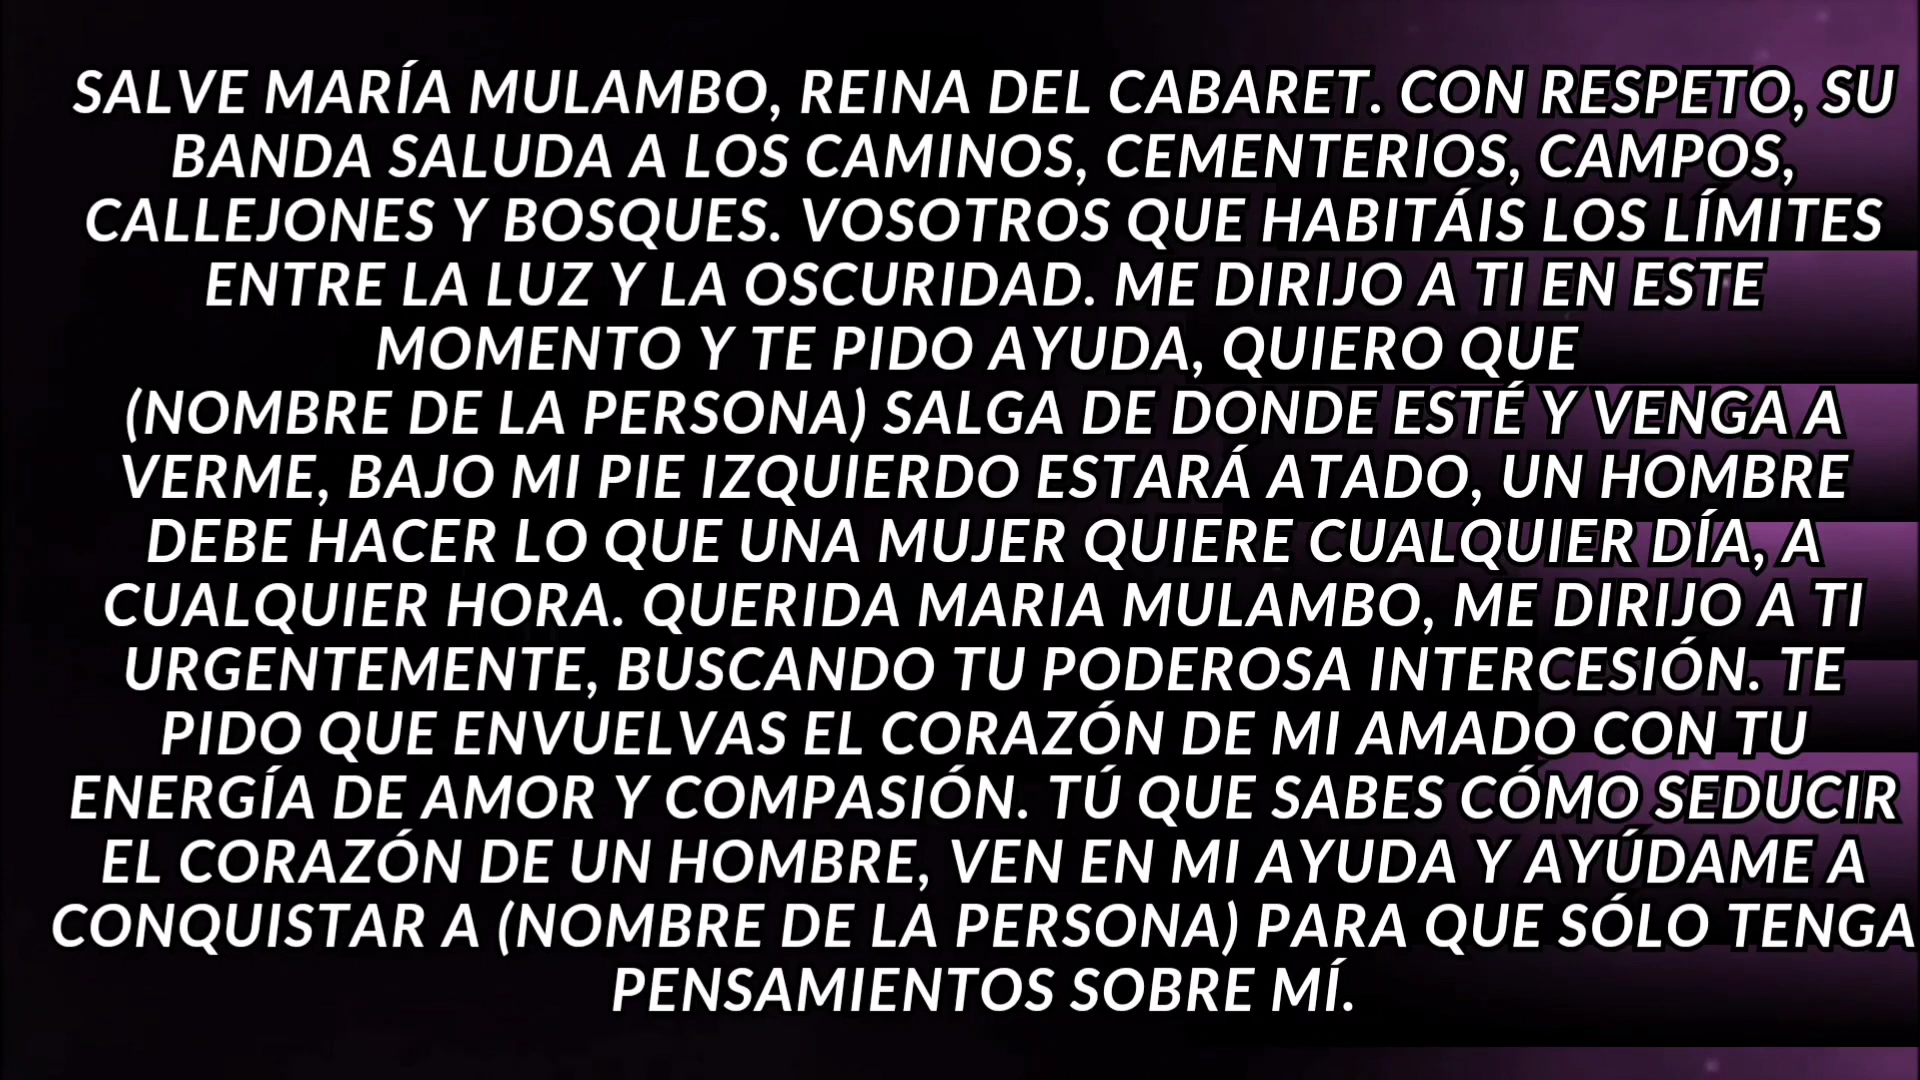 SALVE MARÍA MULAMBO, REINA DEL CABARET. CON RESPETO, SU
BANDA SALUDA A LOS CAMINOS, CEMENTERIOS, CAMPOS,
CALLEJONES Y BOSQUES. VOSOTROS QUE HABITÁIS LOS LÍMITES
ENTRE LA LUZ Y LA OSCURIDAD. ME DIRIJO A TI EN ESTE
MOMENTO Y TE PIDO AYUDA, QUIERO QUE
(NOMBRE DE LA PERSONA) SALGA DE DONDE ESTÉ Y VENGA A
VERME, BAJO MI PIE IZQUIERDO ESTARÁ ATADO, UN HOMBRE
DEBE HACER LO QUE UNA MUJER QUIERE CUALQUIER DÍA, A
CUALQUIER HORA. QUERIDA MARIA MULAMBO, ME DIRIJO A TI
URGENTEMENTE, BUSCANDO TU PODEROSA INTERCESIÓN. TE
PIDO QUE ENVUELVAS EL CORAZÓN DE MI AMADO CON TU
ENERGÍA DE AMOR Y COMPASIÓN. TÚ QUE SABES CÓMO SEDUCIR
EL CORAZÓN DE UN HOMBRE, VEN EN MI AYUDA Y AYÚDAME A
CONQUISTAR A (NOMBRE DE LA PERSONA) PARA QUE SÓLO TENGA
PENSAMIENTOS SOBRE MÍ.